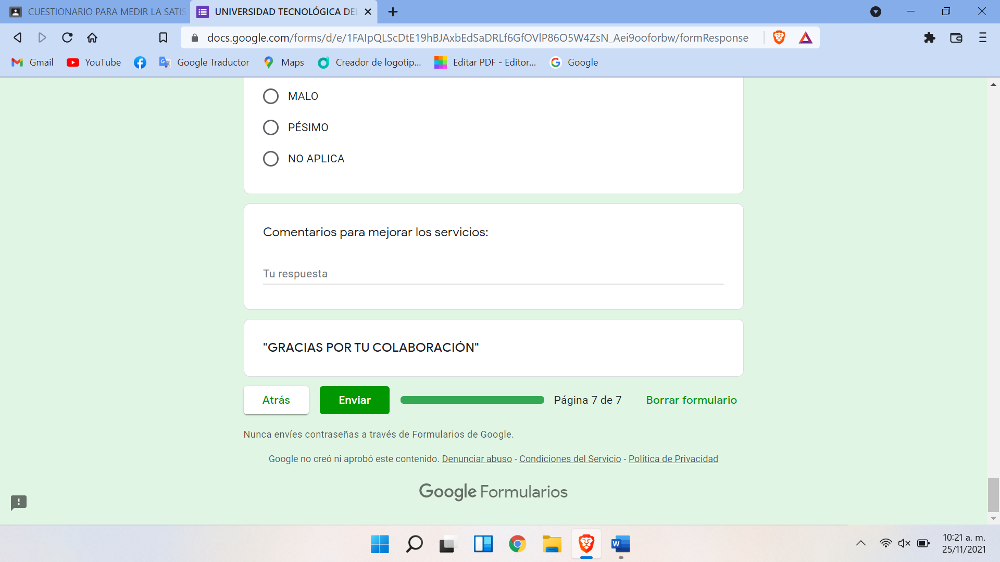 CUESTIONARIO PARA MEDIR LA SATIS
UNIVERSIDAD TECNOLÓGICA DEL
docs.google.com/forms/d/e/1FAIpQLScDtE19hBJAxbEdSaDRLf6GfOVlP86O5W4ZsN_Aei9ooforbw/formResponse
Gmail YouTube Google Traductor Maps Creador de logotip... Editar PDF - Editor... Google
MALO
PÉSIMO
NO APLICA
Comentarios para mejorar los servicios:
Tu respuesta
"GRACIAS POR TU COLABORACIÓN"
Atrás Enviar Página 7 de 7 Borrar formulario
Nunca envíes contraseñas a través de Formularios de Google.
Google no creó ni aprobó este contenido. Denunciar abuso - Condiciones del Servicio - Política de Privacidad
Google Formularios
10:21 a. m.
25/11/2021